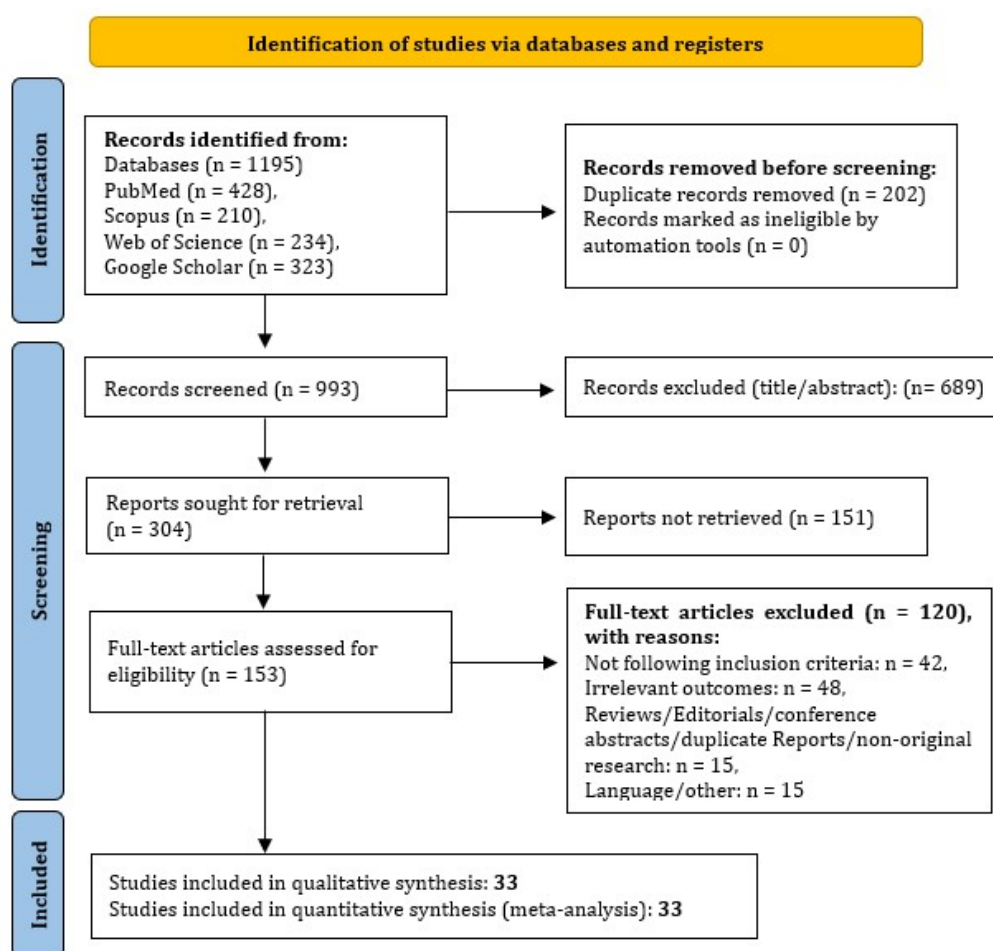 Identification of studies via databases and registers
Identification
Records identified from:
Databases (n = 1195)
PubMed (n = 428),
Scopus (n = 210),
Web of Science (n = 234),
Google Scholar (n = 323)
Records removed before screening:
Duplicate records removed (n = 202)
Records marked as ineligible by
automation tools (n = 0)
Screening
Records screened (n = 993)
Records excluded (title/abstract): (n= 689)
Reports sought for retrieval
(n = 304)
Reports not retrieved (n = 151)
Full-text articles assessed for
eligibility (n = 153)
Full-text articles excluded (n = 120),
with reasons:
Not following inclusion criteria: n = 42,
Irrelevant outcomes: n = 48,
Reviews/Editorials/conference
abstracts/duplicate Reports/non-original
research: n = 15,
Language/other: n = 15
Included
Studies included in qualitative synthesis: 33
Studies included in quantitative synthesis (meta-analysis): 33